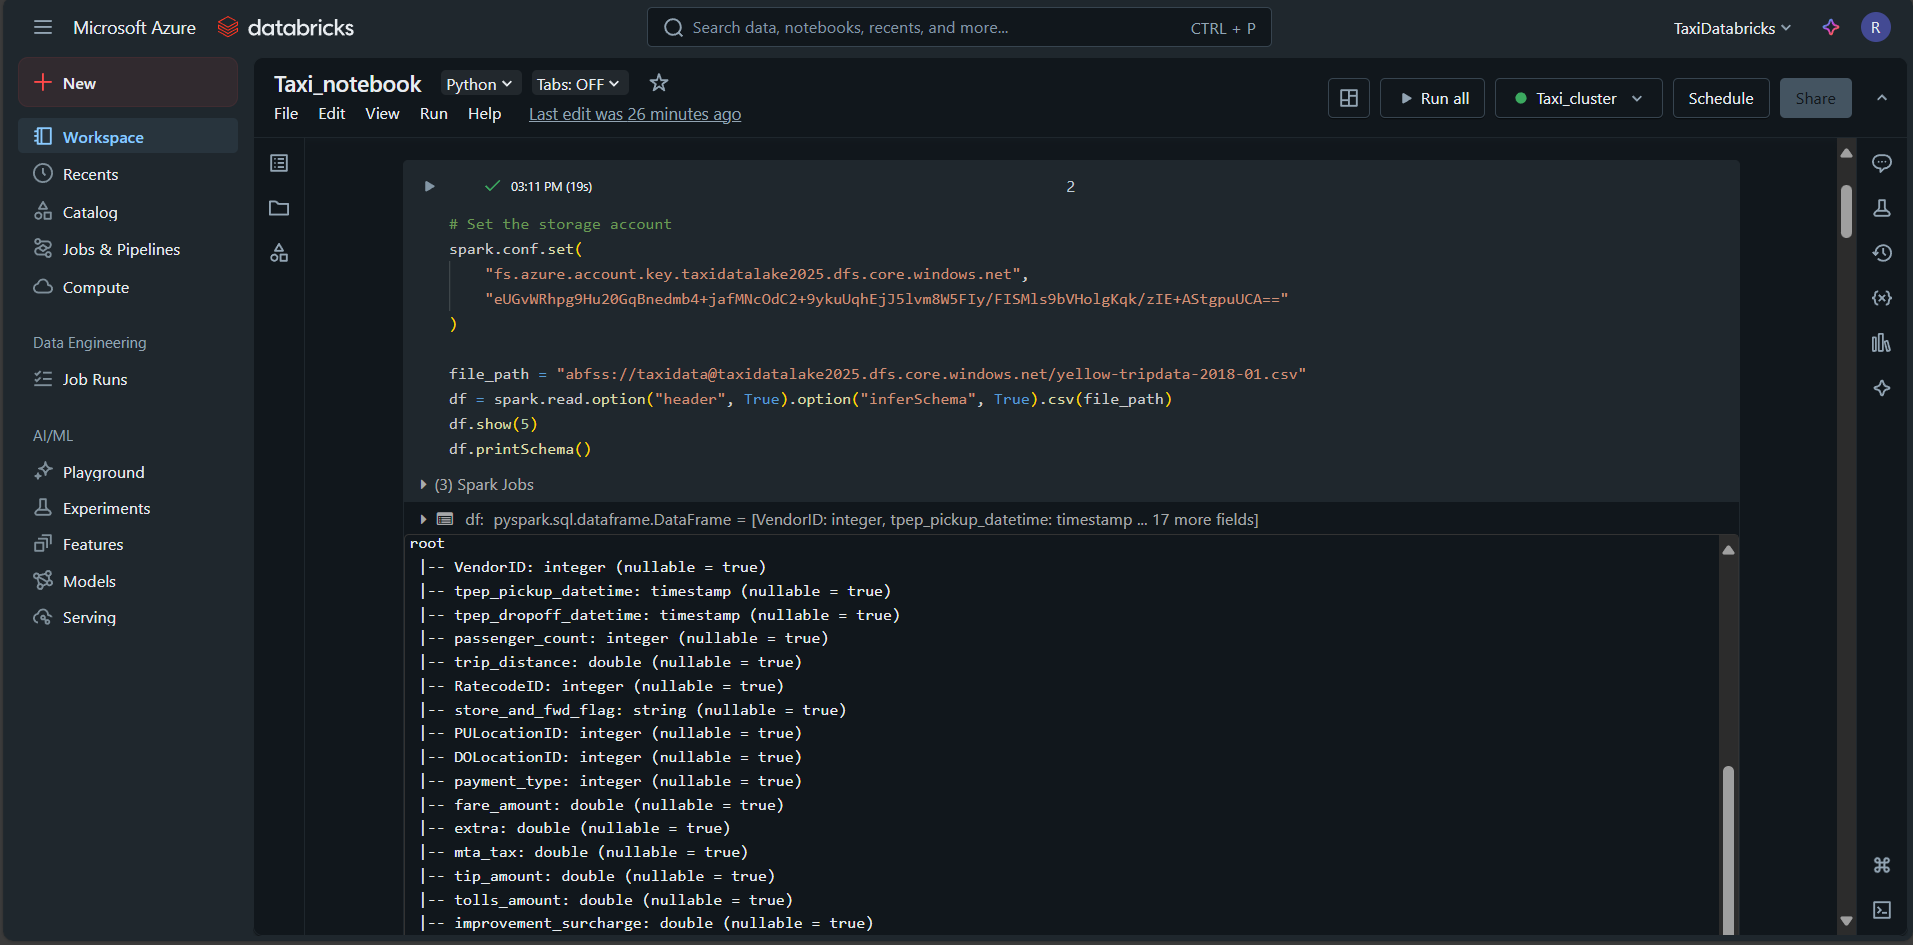 Microsoft Azure databricks
Search data, notebooks, recents, and more... CTRL + P
TaxiDatabricks
R
New
Workspace
Recents
Catalog
Jobs & Pipelines
Compute
Data Engineering
Job Runs
AI/ML
Playground
Experiments
Features
Models
Serving
Taxi_notebook Python Tabs: OFF
File Edit View Run Help Last edit was 26 minutes ago
Run all Taxi_cluster Schedule Share
03:11 PM (19s) 2
# Set the storage account
spark.conf.set(
"fs.azure.account.key.taxidatalake2025.dfs.core.windows.net",
"eUGvWRhpg9Hu20GqBnedmb4+jafMNcOdC2+9ykuUqhEjJ5lvm8W5FIy/FISMls9bVHolgKqk/zIE+AStgpuUCA=="
)
file_path = "abfss://taxidata@taxidatalake2025.dfs.core.windows.net/yellow-tripdata-2018-01.csv"
df = spark.read.option("header", True).option("inferSchema", True).csv(file_path)
df.show(5)
df.printSchema()
(3) Spark Jobs
df: pyspark.sql.dataframe.DataFrame = [VendorID: integer, tpep_pickup_datetime: timestamp ... 17 more fields]
root
|-- VendorID: integer (nullable = true)
|-- tpep_pickup_datetime: timestamp (nullable = true)
|-- tpep_dropoff_datetime: timestamp (nullable = true)
|-- passenger_count: integer (nullable = true)
|-- trip_distance: double (nullable = true)
|-- RatecodeID: integer (nullable = true)
|-- store_and_fwd_flag: string (nullable = true)
|-- PULocationID: integer (nullable = true)
|-- DOLocationID: integer (nullable = true)
|-- payment_type: integer (nullable = true)
|-- fare_amount: double (nullable = true)
|-- extra: double (nullable = true)
|-- mta_tax: double (nullable = true)
|-- tip_amount: double (nullable = true)
|-- tolls_amount: double (nullable = true)
|-- improvement_surcharge: double (nullable = true)